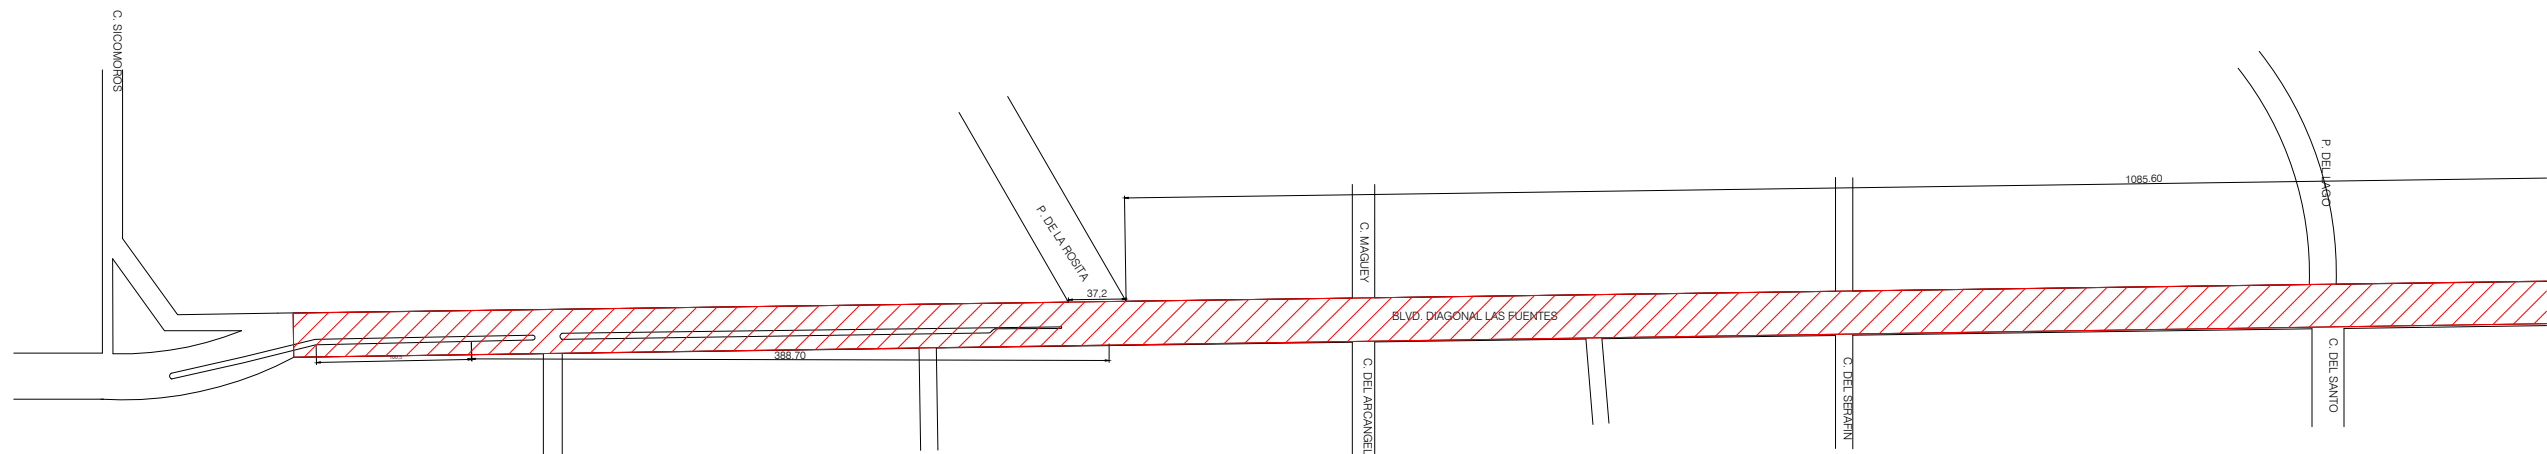 C. SICOMOROS
P. DE LA ROSITA
37,2
C. MAGUEY
1085.60
P. DEL LAGO
BLVD. DIAGONAL LAS FUENTES
388.70
C. DEL ARCANGEL
C. DEL SERAFIN
C. DEL SANTO